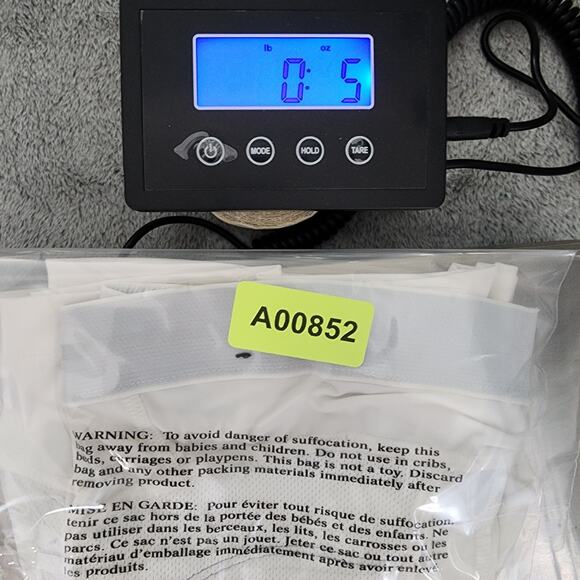 lb oz
0: 5
MODE HOLD TARE
A00852
WARNING: To avoid danger of suffocation, keep this
bag away from babies and children. Do not use in cribs,
beds, carriages or playpens. This bag is not a toy. Discard
bag and any other packing materials immediately after
removing product.
MISE EN GARDE: Pour éviter tout risque de suffocation,
tenir ce sac hors de la portée des bébés et des enfants. Ne
pas utiliser dans les berceaux, les lits, les carrosses ou les
parcs. Ce sac n'est pas un jouet. Jeter ce sac ou tout autre
matériau d'emballage immédiatement après avoir enlevé
les produits.